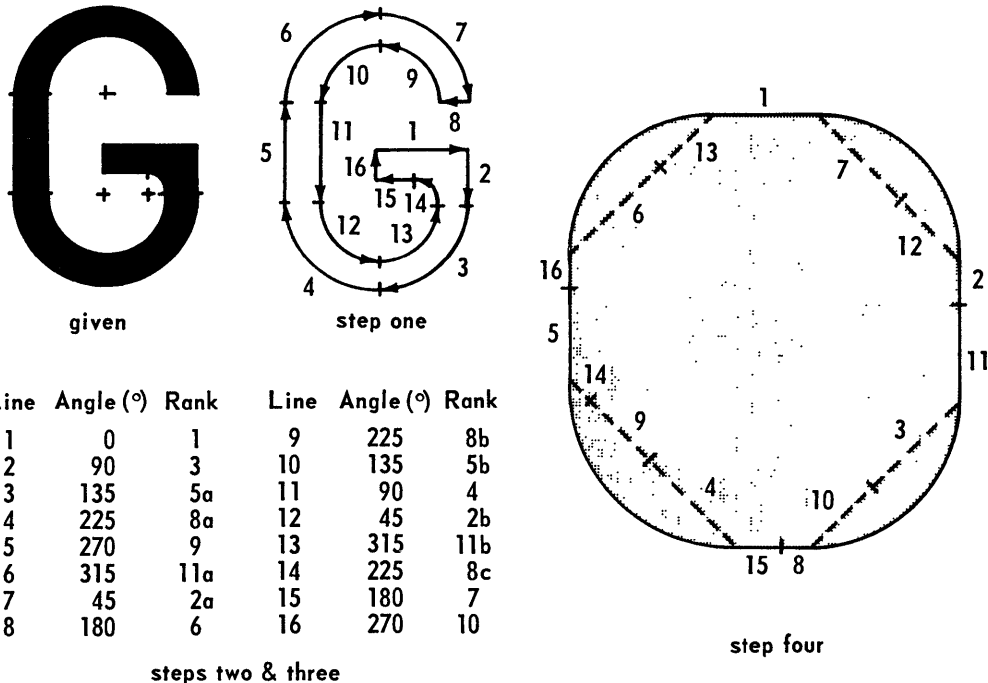 G
given
6
7
10
9
8
11
1
5
16
2
15
14
12
13
4
3
step one
ine Angle (°) Rank
1 0 1
2 90 3
3 135 5a
4 225 8a
5 270 9
6 315 11a
7 45 2a
8 180 6
Line Angle (°) Rank
9 225 8b
10 135 5b
11 90 4
12 45 2b
13 315 11b
14 225 8c
15 180 7
16 270 10
steps two & three
1
13
7
6
12
16
2
5
11
14
9
3
4
10
15
8
step four